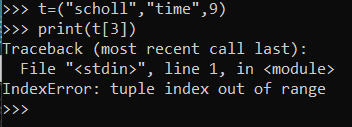 >>> t=("scholl","time",9)
>>> print(t[3])
Traceback (most recent call last):
  File "<stdin>", line 1, in <module>
IndexError: tuple index out of range
>>>